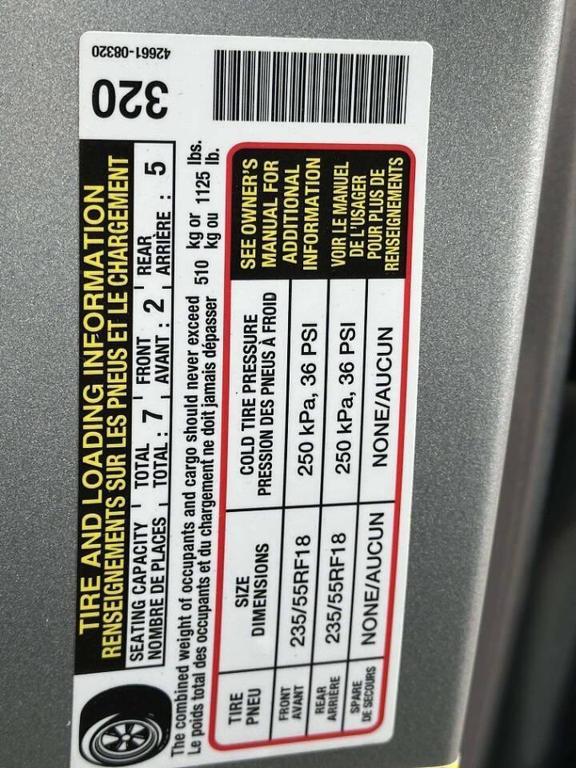 TIRE AND LOADING INFORMATION
RENSEIGNEMENTS SUR LES PNEUS ET LE CHARGEMENT
320
42661-08320
SEATING CAPACITY TOTAL FRONT REAR
NOMBRE DE PLACES TOTAL : 7 AVANT : 2 ARRIÈRE : 5
The combined weight of occupants and cargo should never exceed 510 kg or 1125 lbs.
Le poids total des occupants et du chargement ne doit jamais dépasser kg ou lb.
TIRE
PNEU
SIZE
DIMENSIONS
COLD TIRE PRESSURE
PRESSION DES PNEUS À FROID
FRONT
AVANT
235/55RF18
250 kPa, 36 PSI
REAR
ARRIÈRE
235/55RF18
250 kPa, 36 PSI
SPARE
DE SECOURS
NONE/AUCUN
NONE/AUCUN
SEE OWNER'S
MANUAL FOR
ADDITIONAL
INFORMATION
VOIR LE MANUEL
DE L'USAGER
POUR PLUS DE
RENSEIGNEMENTS